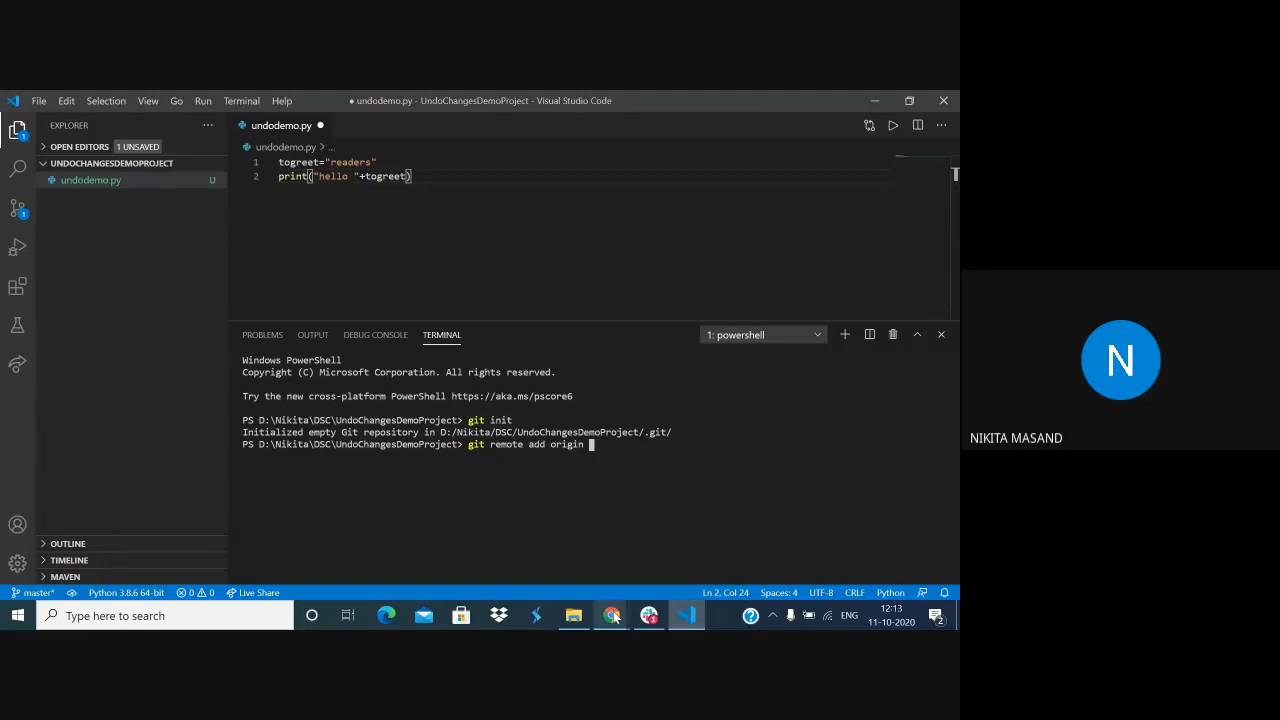 File Edit Selection View Go Run Terminal Help
● undodemo.py - UndoChangesDemoProject - Visual Studio Code
EXPLORER
OPEN EDITORS 1 UNSAVED
UNDOCHANGESDEMOPROJECT
undodemo.py U
OUTLINE
TIMELINE
MAVEN
undodemo.py ●
undodemo.py > ...
1 togreet="readers"
2 print("hello "+togreet)
PROBLEMS OUTPUT DEBUG CONSOLE TERMINAL 1: powershell
Windows PowerShell
Copyright (C) Microsoft Corporation. All rights reserved.
Try the new cross-platform PowerShell https://aka.ms/pscore6
PS D:\Nikita\DSC\UndoChangesDemoProject> git init
Initialized empty Git repository in D:/Nikita/DSC/UndoChangesDemoProject/.git/
PS D:\Nikita\DSC\UndoChangesDemoProject> git remote add origin
master* Python 3.8.6 64-bit 0 0 Live Share Ln 2, Col 24 Spaces: 4 UTF-8 CRLF Python
Type here to search
ENG
12:13
11-10-2020
2
1
1
1
N
NIKITA MASAND